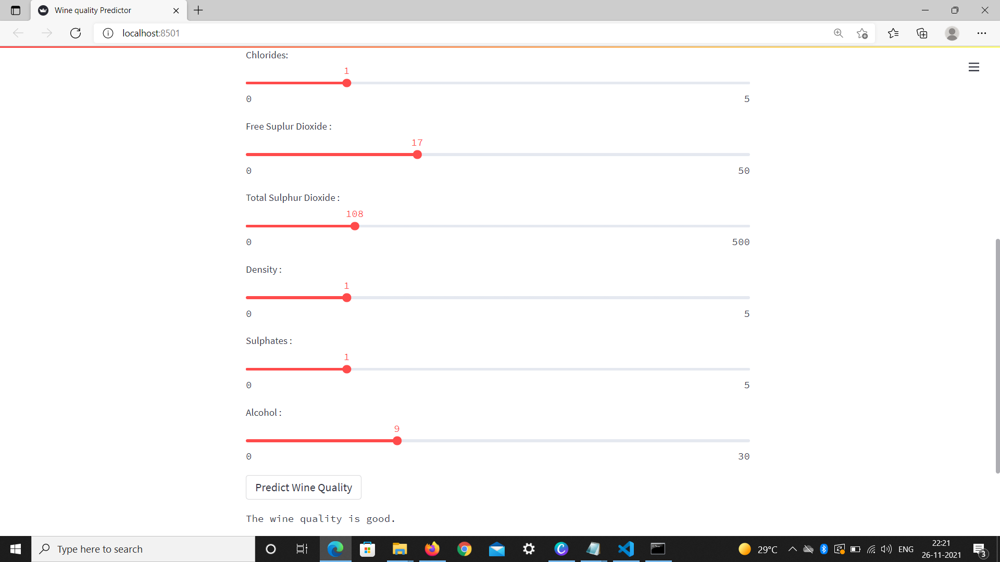 Wine quality Predictor
localhost:8501
Chlorides:
1
0 5
Free Suplur Dioxide :
17
0 50
Total Sulphur Dioxide :
108
0 500
Density :
1
0 5
Sulphates :
1
0 5
Alcohol :
9
0 30
Predict Wine Quality
The wine quality is good.
Type here to search
29°C
ENG
22:21
26-11-2021
3